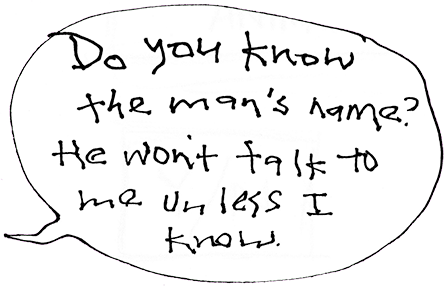 Do you know
the man's name?
He won't talk to
me unless I
know.